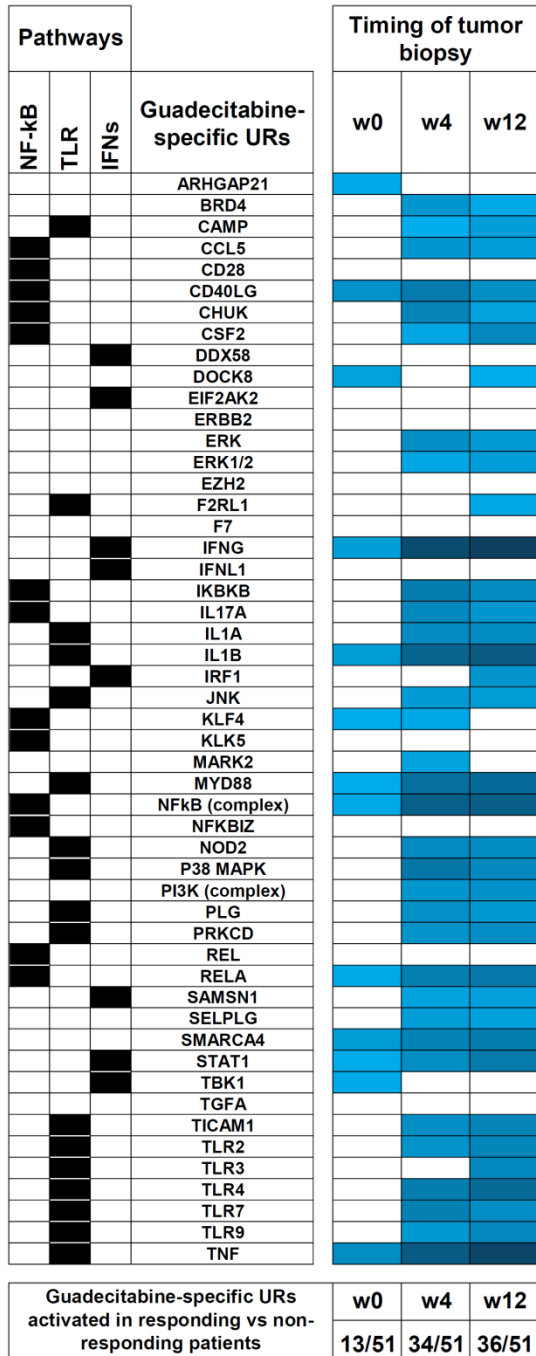 Pathways
Timing of tumor
biopsy
NF-kB
TLR
IFNs
Guadecitabine-
specific URs
w0 w4 w12
ARHGAP21
BRD4
CAMP
CCL5
CD28
CD40LG
CHUK
CSF2
DDX58
DOCK8
EIF2AK2
ERBB2
ERK
ERK1/2
EZH2
F2RL1
F7
IFNG
IFNL1
IKBKB
IL17A
IL1A
IL1B
IRF1
JNK
KLF4
KLK5
MARK2
MYD88
NFkB (complex)
NFKBIZ
NOD2
P38 MAPK
PI3K (complex)
PLG
PRKCD
REL
RELA
SAMSN1
SELPLG
SMARCA4
STAT1
TBK1
TGFA
TICAM1
TLR2
TLR3
TLR4
TLR7
TLR9
TNF
Guadecitabine-specific URs
activated in responding vs non-
responding patients
w0 w4 w12
13/51 34/51 36/51